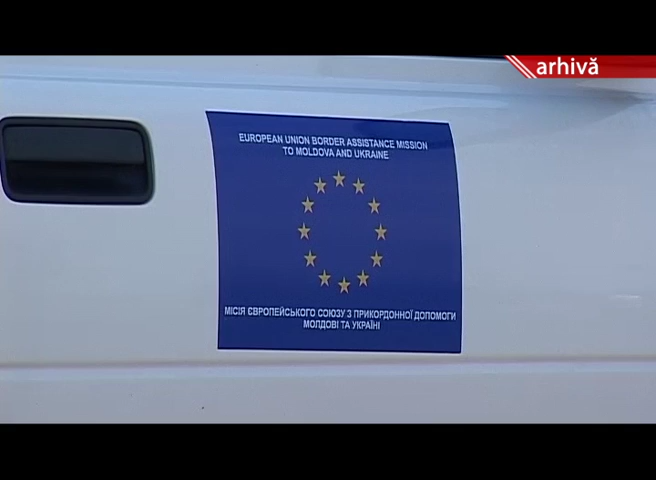 arhivă
EUROPEAN UNION BORDER ASSISTANCE MISSION
TO MOLDOVA AND UKRAINE
МІСІЯ ЄВРОПЕЙСЬКОГО СОЮЗУ З ПРИКОРДОННОЇ ДОПОМОГИ
МОЛДОВІ ТА УКРАЇНІ